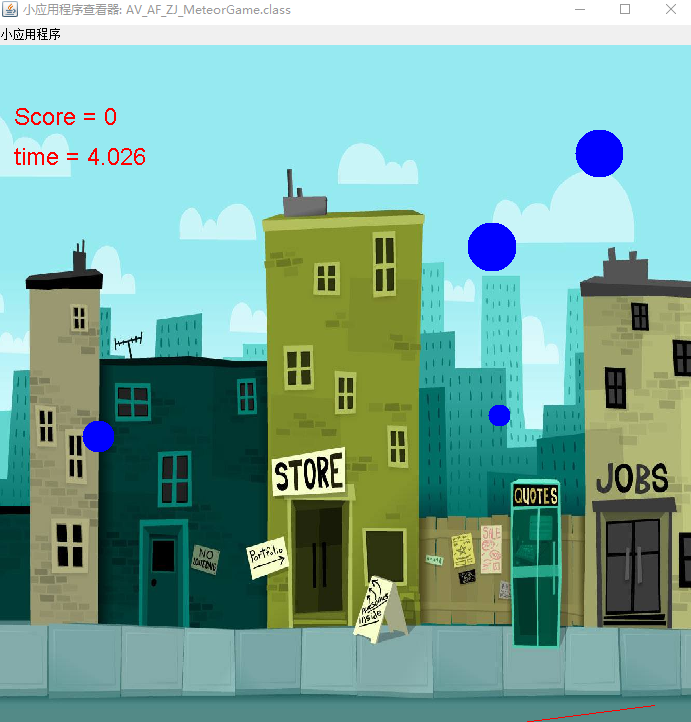 小应用程序查看器: AV_AF_ZJ_MeteorGame.class
小应用程序
Score = 0
time = 4.026
STORE
JOBS
QUOTES
NO
Portfolio
SALE
inside